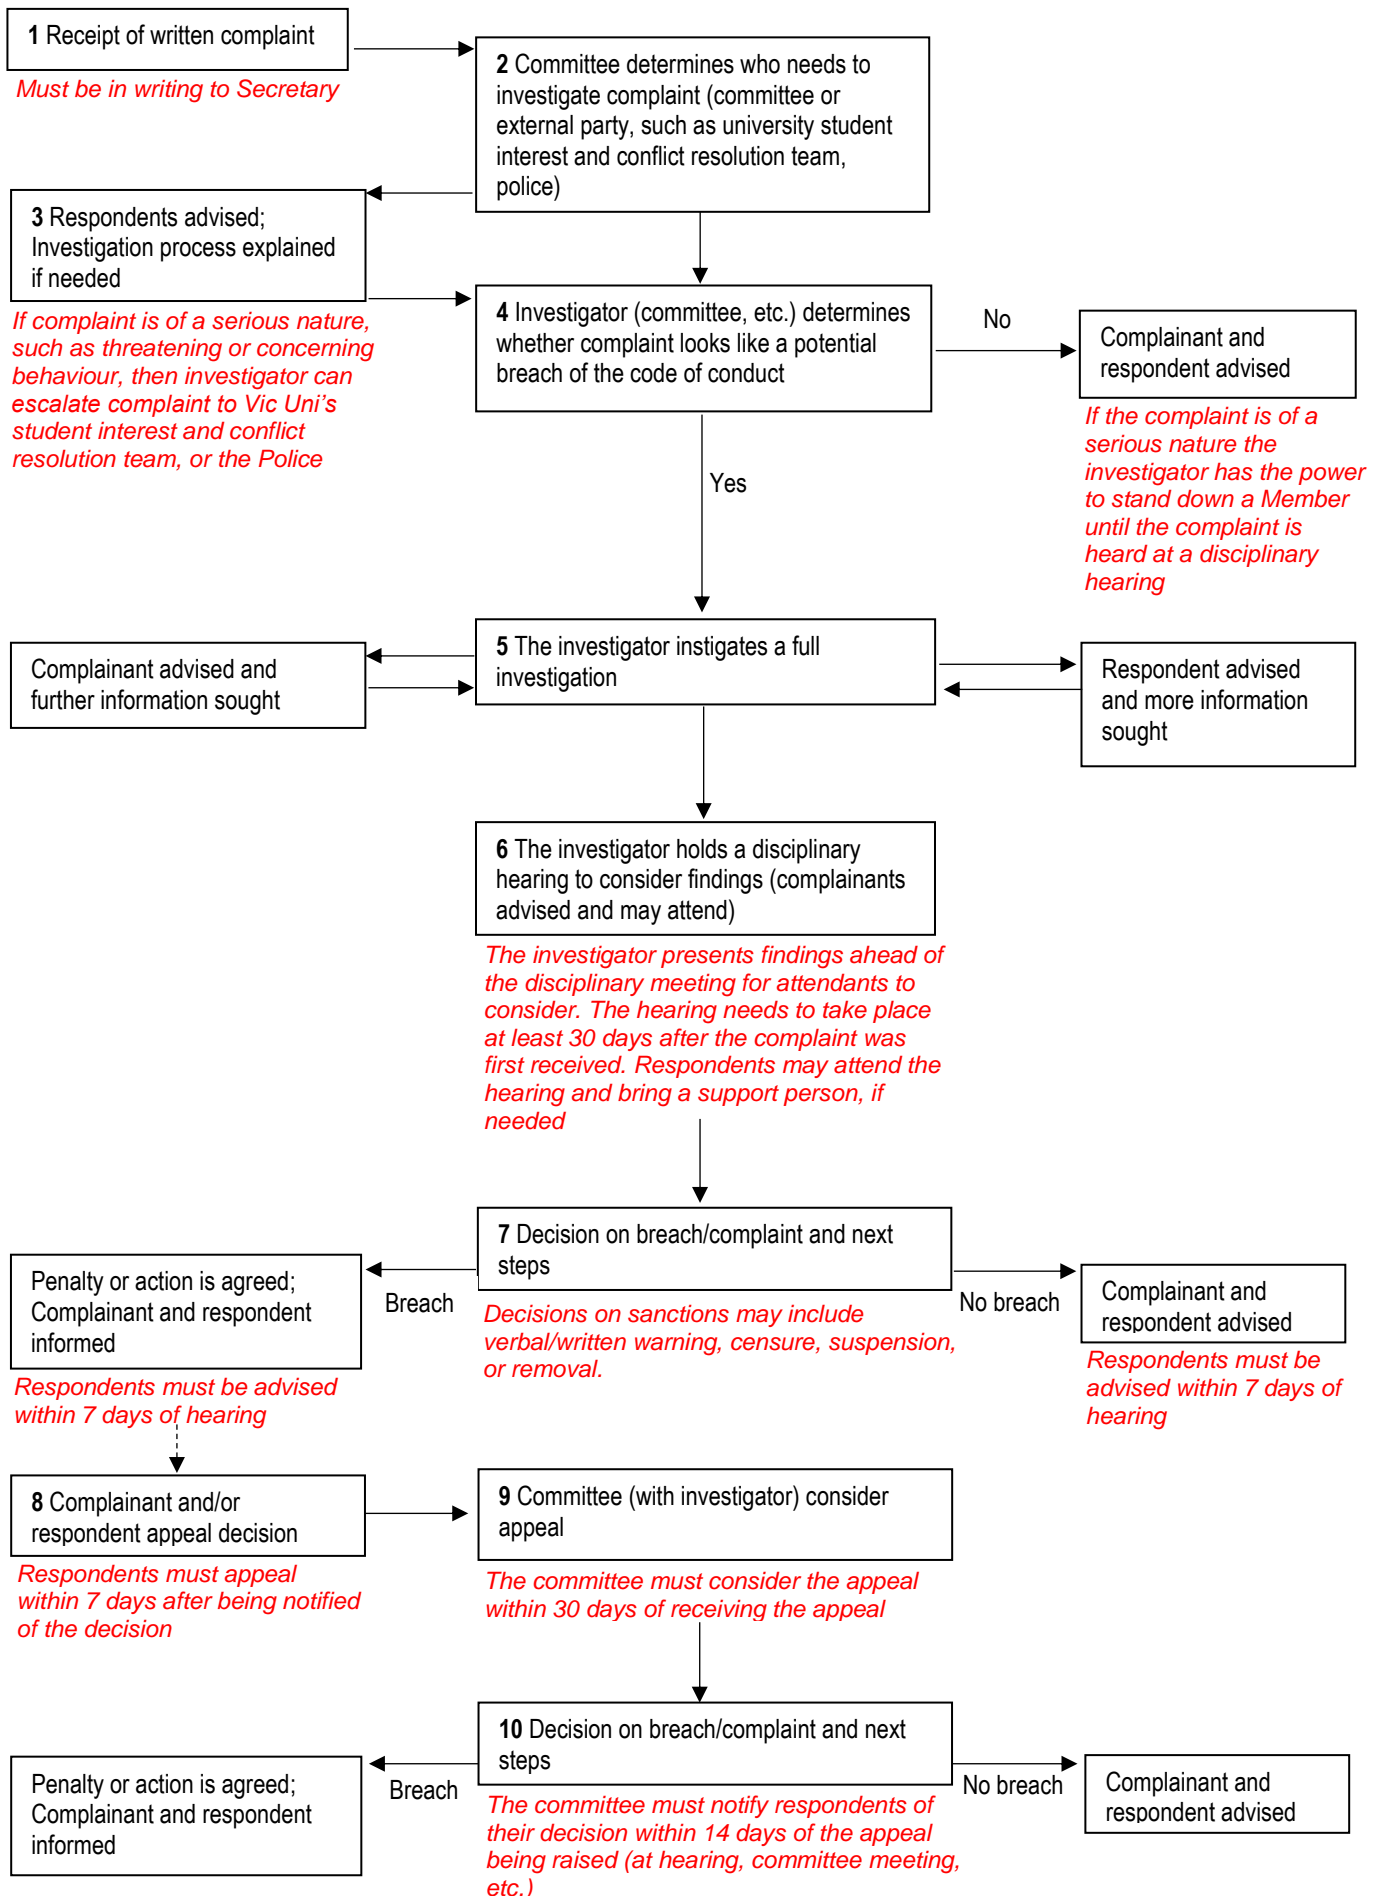 1 Receipt of written complaint
Must be in writing to Secretary
2 Committee determines who needs to
investigate complaint (committee or
external party, such as university student
interest and conflict resolution team,
police)
3 Respondents advised;
Investigation process explained
if needed
If complaint is of a serious nature,
such as threatening or concerning
behaviour, then investigator can
escalate complaint to Vic Uni's
student interest and conflict
resolution team, or the Police
4 Investigator (committee, etc.) determines
whether complaint looks like a potential
breach of the code of conduct
No
Complainant and
respondent advised
If the complaint is of a
serious nature the
investigator has the power
to stand down a Member
until the complaint is
heard at a disciplinary
hearing
Yes
Complainant advised and
further information sought
5 The investigator instigates a full
investigation
Respondent advised
and more information
sought
6 The investigator holds a disciplinary
hearing to consider findings (complainants
advised and may attend)
The investigator presents findings ahead of
the disciplinary meeting for attendants to
consider. The hearing needs to take place
at least 30 days after the complaint was
first received. Respondents may attend the
hearing and bring a support person, if
needed
7 Decision on breach/complaint and next
steps
Decisions on sanctions may include
verbal/written warning, censure, suspension,
or removal.
Breach
Penalty or action is agreed;
Complainant and respondent
informed
Respondents must be advised
within 7 days of hearing
No breach
Complainant and
respondent advised
Respondents must be
advised within 7 days of
hearing
8 Complainant and/or
respondent appeal decision
Respondents must appeal
within 7 days after being notified
of the decision
9 Committee (with investigator) consider
appeal
The committee must consider the appeal
within 30 days of receiving the appeal
10 Decision on breach/complaint and next
steps
The committee must notify respondents of
their decision within 14 days of the appeal
being raised (at hearing, committee meeting,
etc.)
Breach
Penalty or action is agreed;
Complainant and respondent
informed
No breach
Complainant and
respondent advised